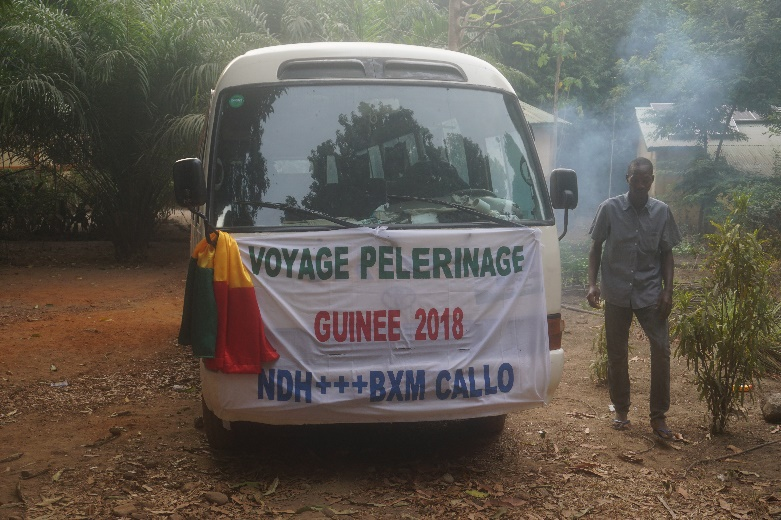 VOYAGE PELERINAGE
GUINEE 2018
NDH+++BXM CALLO